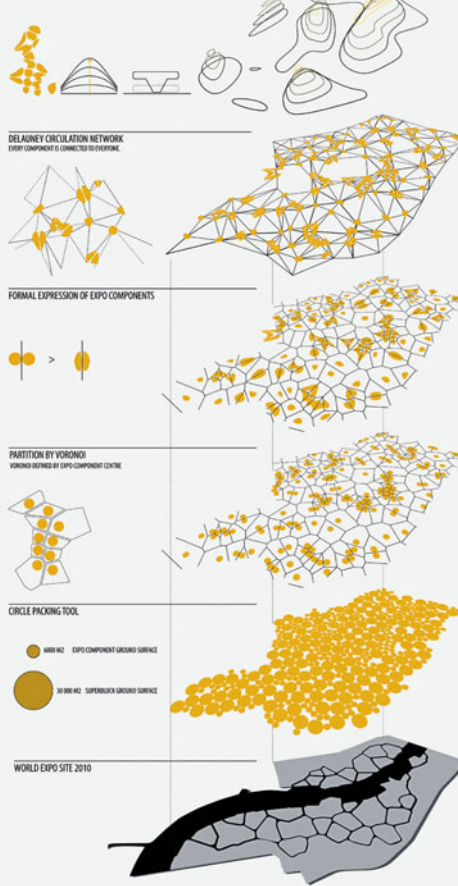 DELAUNEY CIRCULATION NETWORK
EVERY COMPONENT IS CONNECTED TO EVERYONE.
FORMAL EXPRESSION OF EXPO COMPONENTS
>
PARTITION BY VORONOI
VORONOI DEFINED BY EXPO COMPONENT CENTRE
CIRCLE PACKING TOOL
6000 M2 EXPO COMPONENT GROUND SURFACE
30 000 M2 SUPERBLOCK GROUND SURFACE
WORLD EXPO SITE 2010